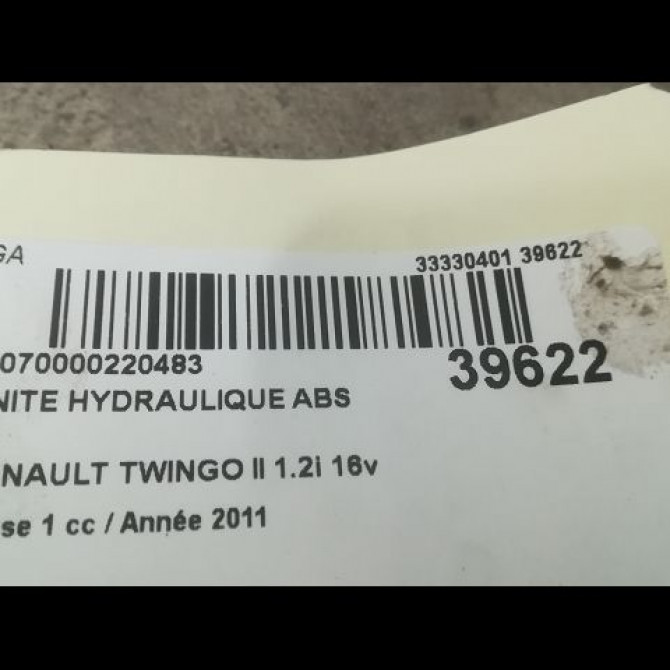 GA 33330401 39622
070000220483 39622
NITE HYDRAULIQUE ABS
NAULT TWINGO II 1.2i 16v
se 1 cc / Année 2011